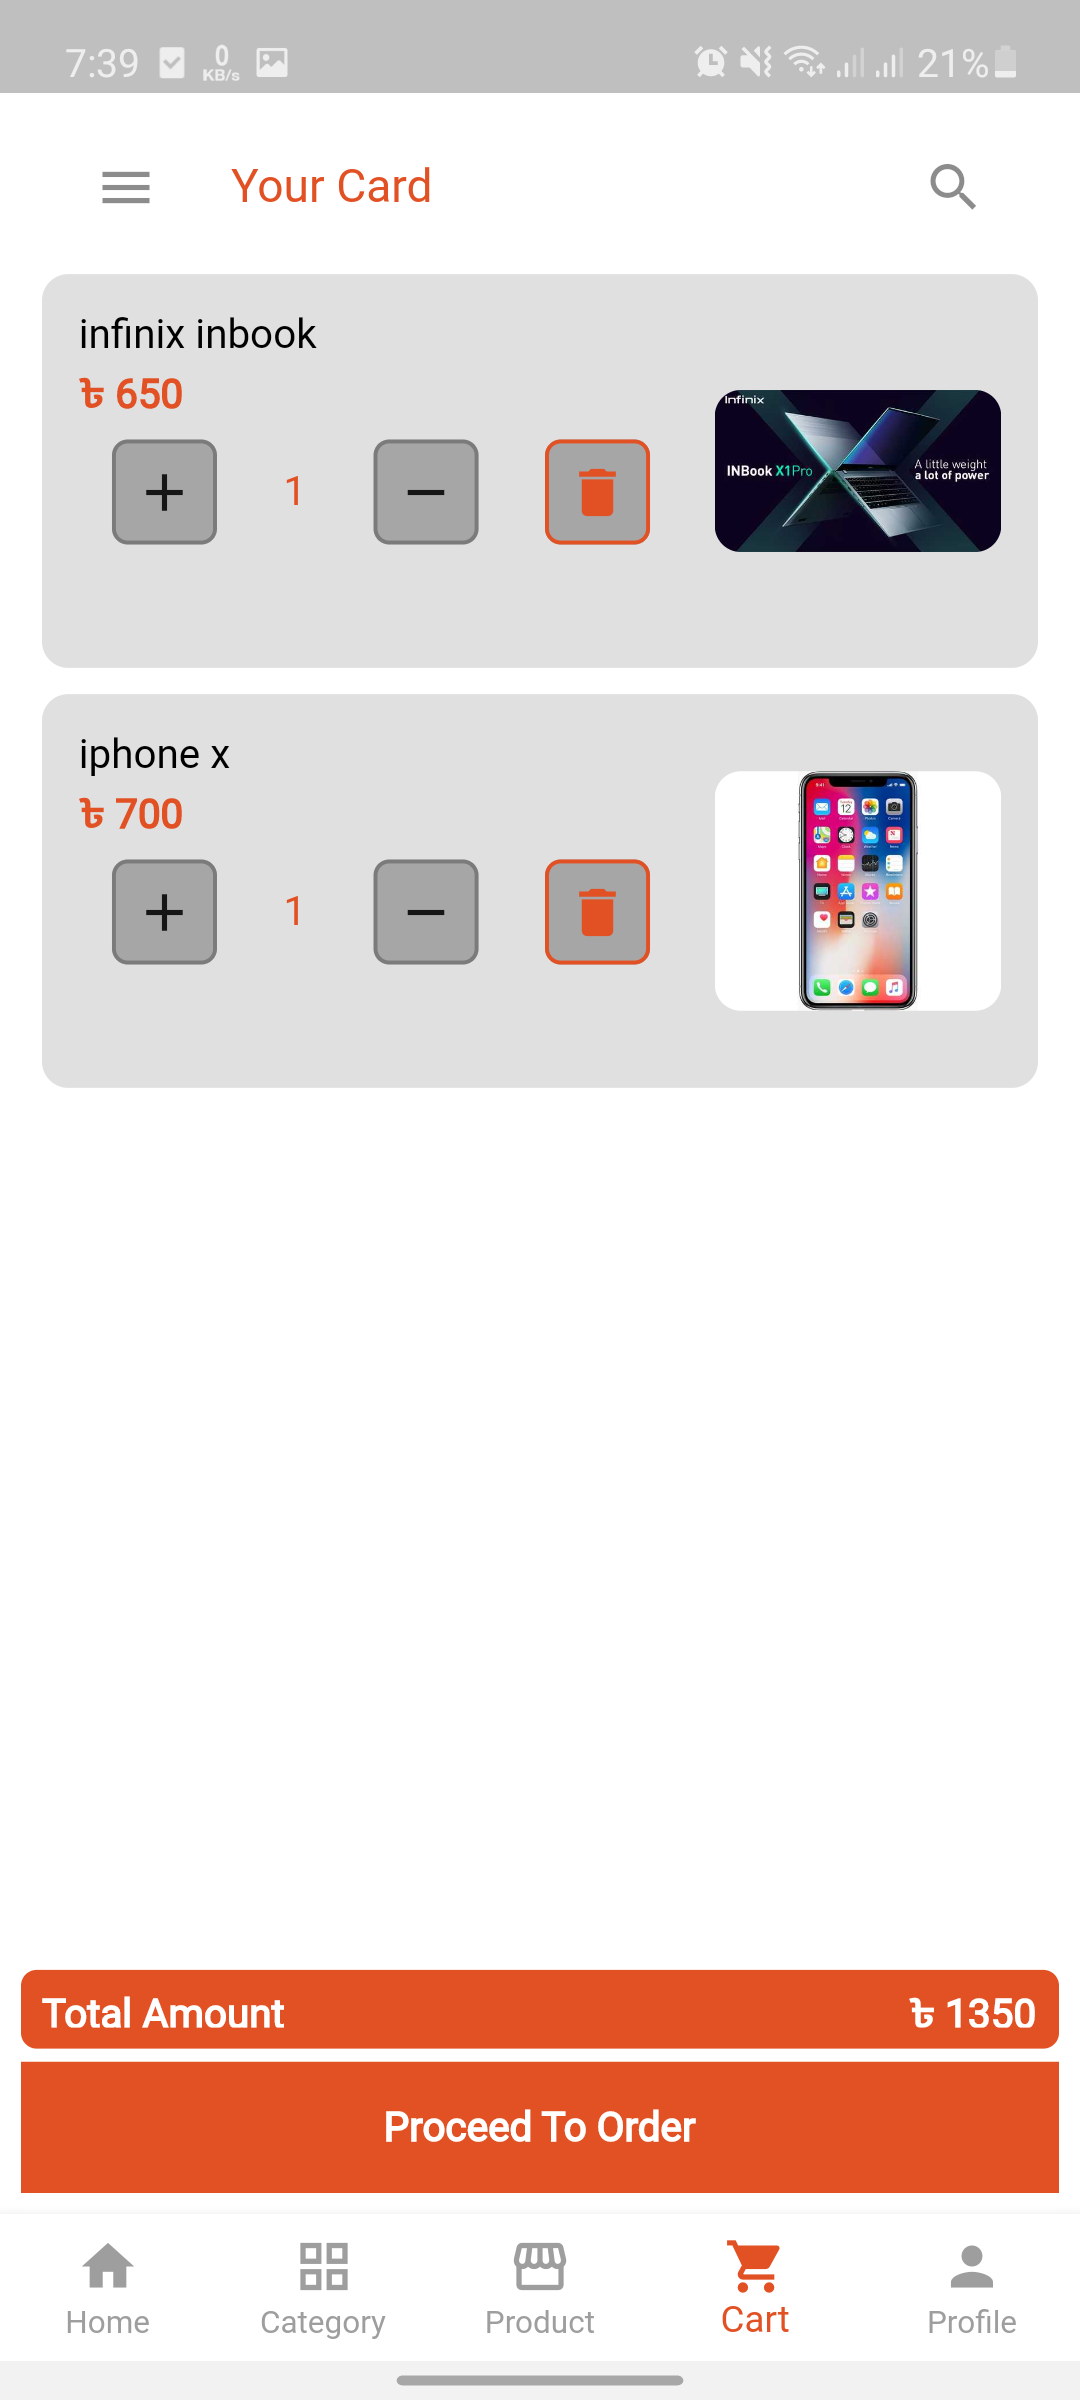 7:39 0 KB/s 21%
Your Card
infinix inbook
৳ 650
1
Infinix
INBook X1Pro
A little weight
a lot of power
iphone x
৳ 700
1
Total Amount ৳ 1350
Proceed To Order
Home Category Product Cart Profile